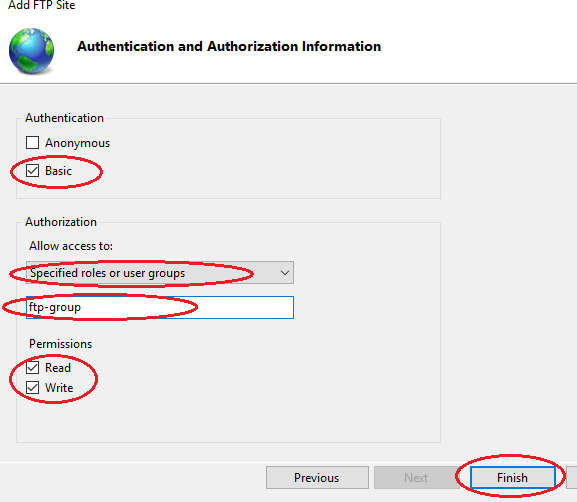 Add FTP Site
Authentication and Authorization Information
Authentication
Anonymous
Basic
Authorization
Allow access to:
Specified roles or user groups
ftp-group
Permissions
Read
Write
Previous Next Finish